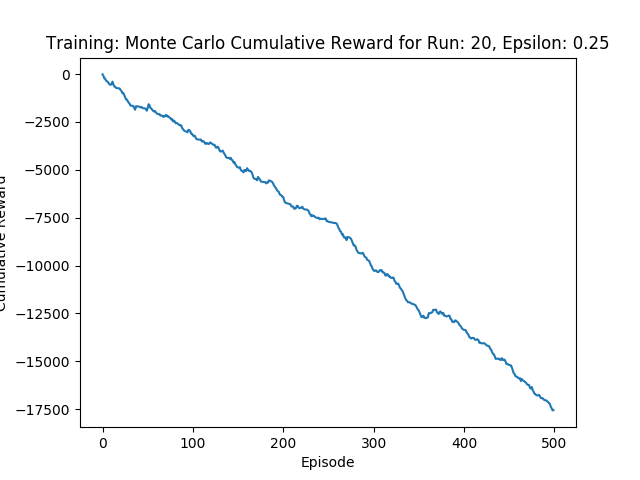 Training: Monte Carlo Cumulative Reward for Run: 20, Epsilon: 0.25
0
−2500
−5000
−7500
−10000
−12500
−15000
−17500
Cumulative Reward
0 100 200 300 400 500
Episode